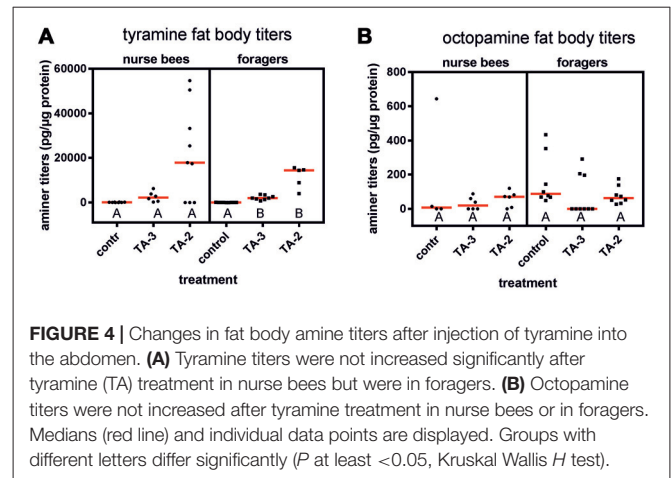 A
tyramine fat body titers
nurse bees foragers
aminer titers (pg/µg protein)
60000
40000
20000
0
A A A A B B
contr TA-3 TA-2 control TA-3 TA-2
treatment
B
octopamine fat body titers
nurse bees foragers
aminer titers (pg/µg protein)
800
600
400
200
0
A A A A A A
contr TA-3 TA-2 control TA-3 TA-2
treatment
FIGURE 4 | Changes in fat body amine titers after injection of tyramine into
the abdomen. (A) Tyramine titers were not increased significantly after
tyramine (TA) treatment in nurse bees but were in foragers. (B) Octopamine
titers were not increased after tyramine treatment in nurse bees or in foragers.
Medians (red line) and individual data points are displayed. Groups with
different letters differ significantly (P at least <0.05, Kruskal Wallis H test).